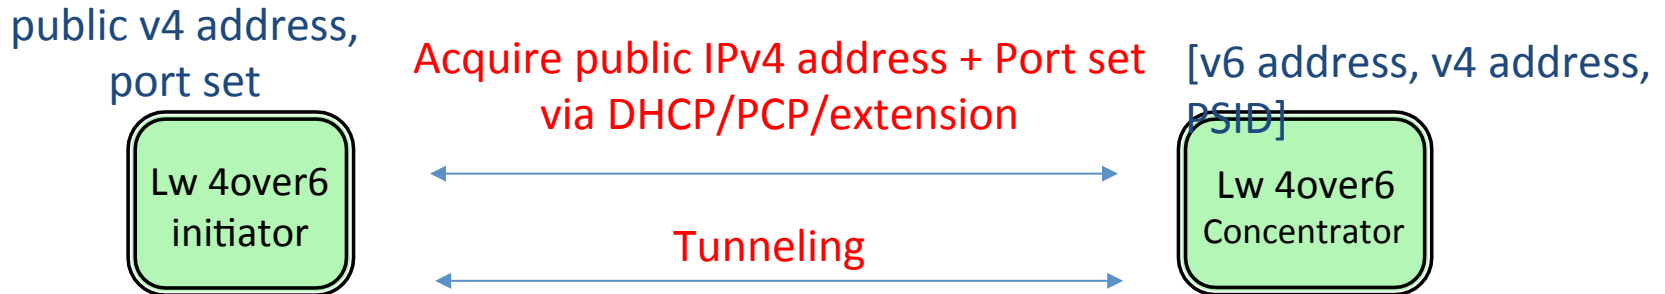 public v4 address,
port set
Acquire public IPv4 address + Port set
via DHCP/PCP/extension
[v6 address, v4 address,
PSID]
Lw 4over6
initiator
Tunneling
Lw 4over6
Concentrator